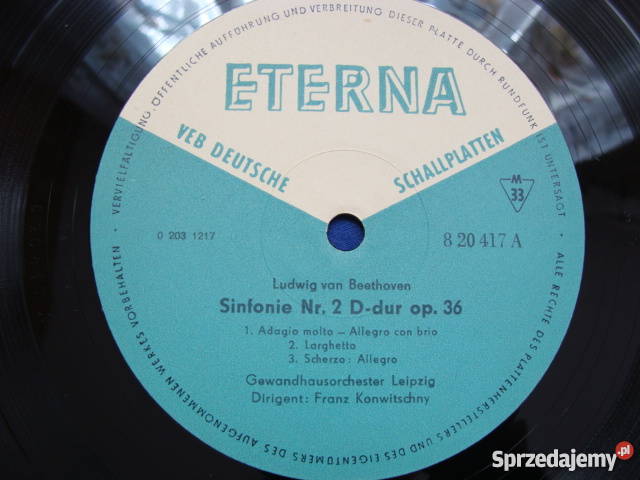 ETERNA
VEB DEUTSCHE SCHALLPLATTEN
M
33
0 203 1217
8 20 417 A
Ludwig van Beethoven
Sinfonie Nr. 2 D-dur op. 36
1. Adagio molto – Allegro con brio
2. Larghetto
3. Scherzo: Allegro
Gewandhausorchester Leipzig
Dirigent: Franz Konwitschny
ALLE RECHTE DES PLATTENHERSTELLERS UND DES EIGENTÜMERS DES AUFGENOMMENEN WERKES VORBEHALTEN • VERVIELFÄLTIGUNG, ÖFFENTLICHE AUFFÜHRUNG UND VERBREITUNG DIESER PLATTE DURCH RUNDFUNK IST UNTERSAGT •
Sprzedajemy.pl